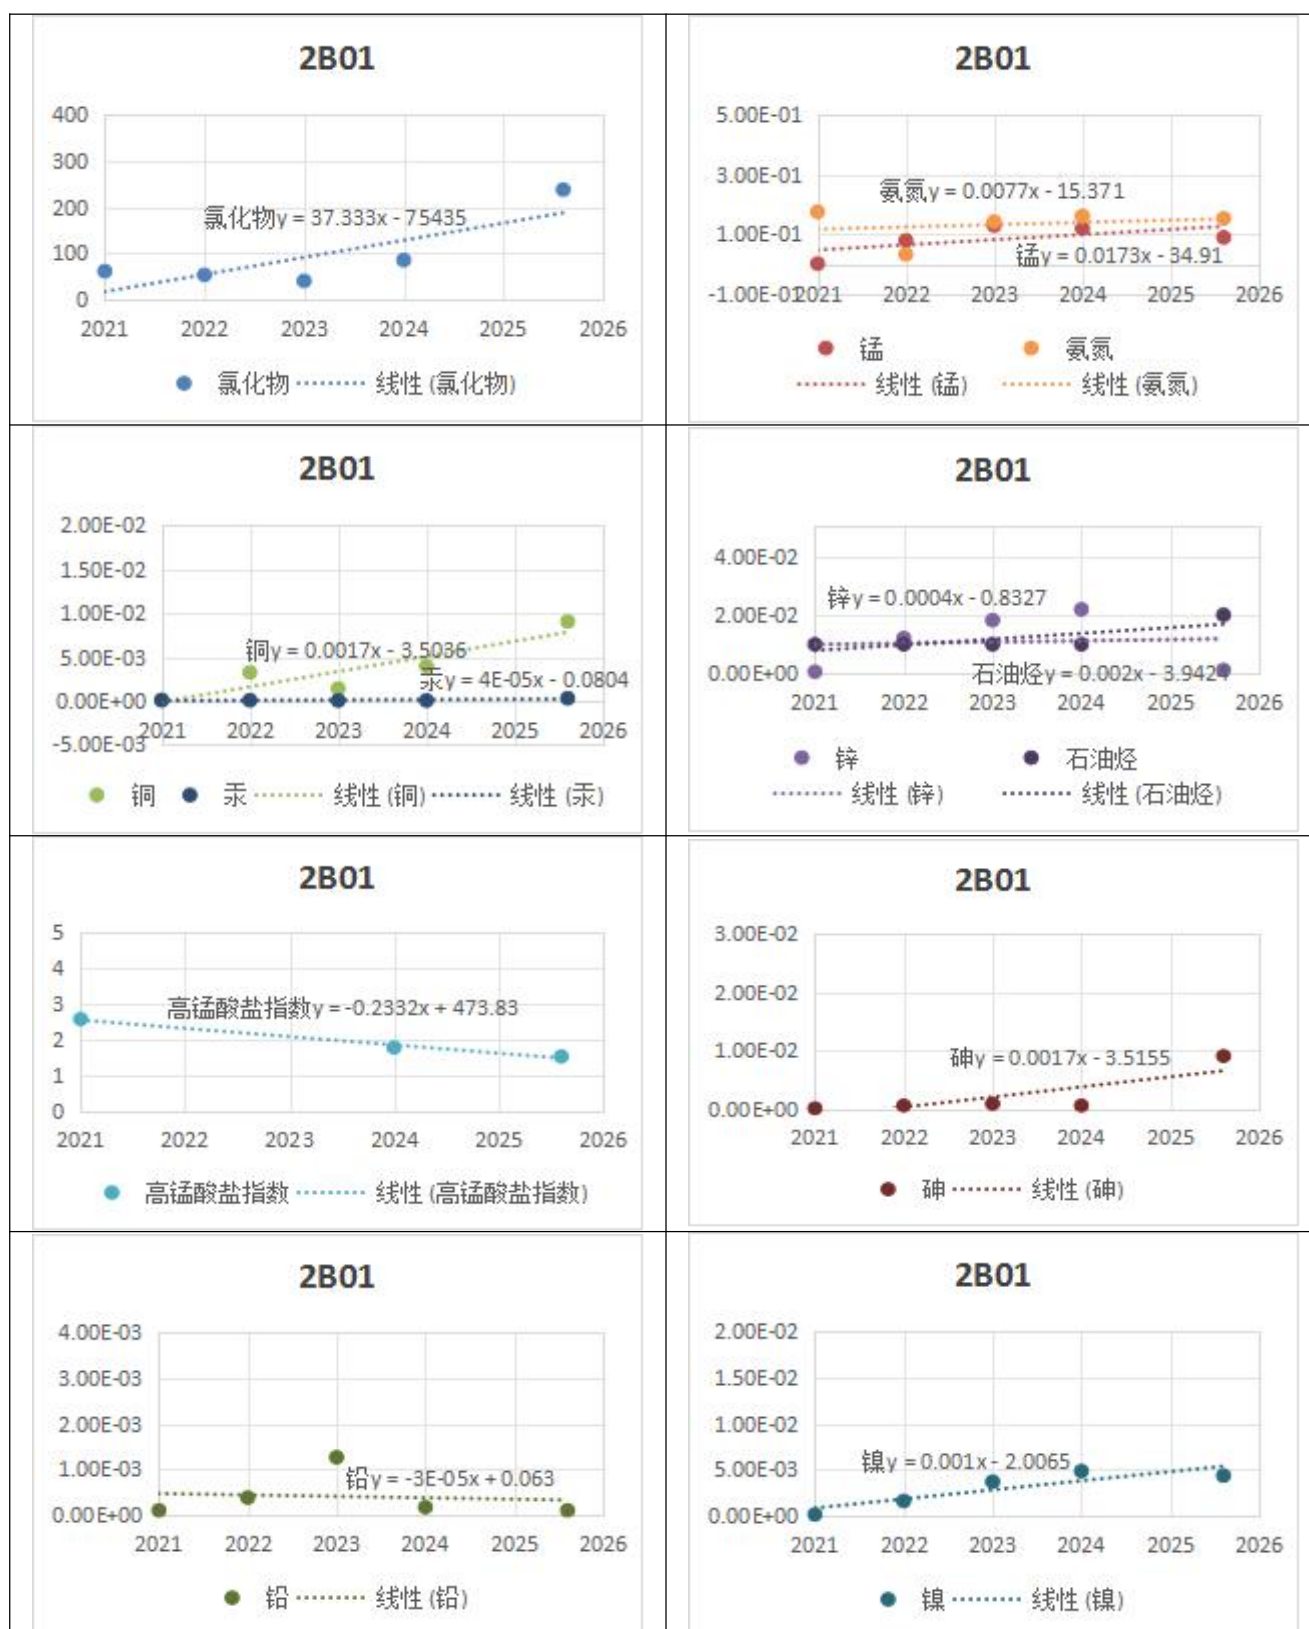 2B01
400
300
200
100
0
氯化物y = 37.333x - 75435
2021 2022 2023 2024 2025 2026
氯化物 线性 (氯化物)
2B01
5.00E-01
3.00E-01
1.00E-01
-1.00E-01
氨氮y = 0.0077x - 15.371
锰y = 0.0173x - 34.91
2021 2022 2023 2024 2025 2026
锰 氨氮
线性 (锰) 线性 (氨氮)
2B01
2.00E-02
1.50E-02
1.00E-02
5.00E-03
0.00E+00
-5.00E-03
铜y = 0.0017x - 3.5036
汞y = 4E-05x - 0.0804
2021 2022 2023 2024 2025 2026
铜 汞 线性 (铜) 线性 (汞)
2B01
4.00E-02
2.00E-02
0.00E+00
锌y = 0.0004x - 0.8327
石油烃y = 0.002x - 3.9424
2021 2022 2023 2024 2025 2026
锌 石油烃
线性 (锌) 线性 (石油烃)
2B01
5
4
3
2
1
0
高锰酸盐指数y = -0.2332x + 473.83
2021 2022 2023 2024 2025 2026
高锰酸盐指数 线性 (高锰酸盐指数)
2B01
3.00E-02
2.00E-02
1.00E-02
0.00E+00
砷y = 0.0017x - 3.5155
2021 2022 2023 2024 2025 2026
砷 线性 (砷)
2B01
4.00E-03
3.00E-03
2.00E-03
1.00E-03
0.00E+00
铅y = -3E-05x + 0.063
2021 2022 2023 2024 2025 2026
铅 线性 (铅)
2B01
2.00E-02
1.50E-02
1.00E-02
5.00E-03
0.00E+00
镍y = 0.001x - 2.0065
2021 2022 2023 2024 2025 2026
镍 线性 (镍)